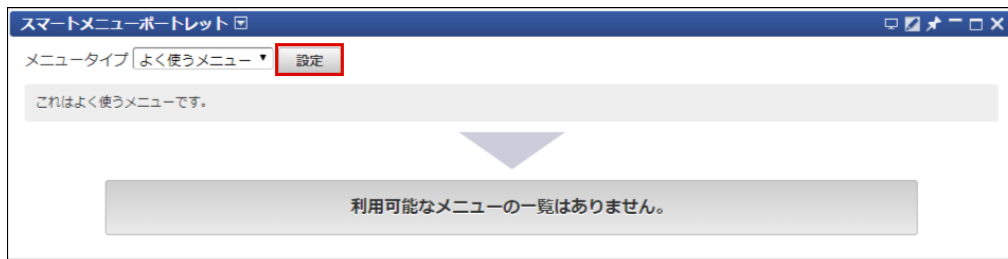 スマートメニューポートレット
メニュータイプ よく使うメニュー 設定
これはよく使うメニューです。
利用可能なメニューの一覧はありません。